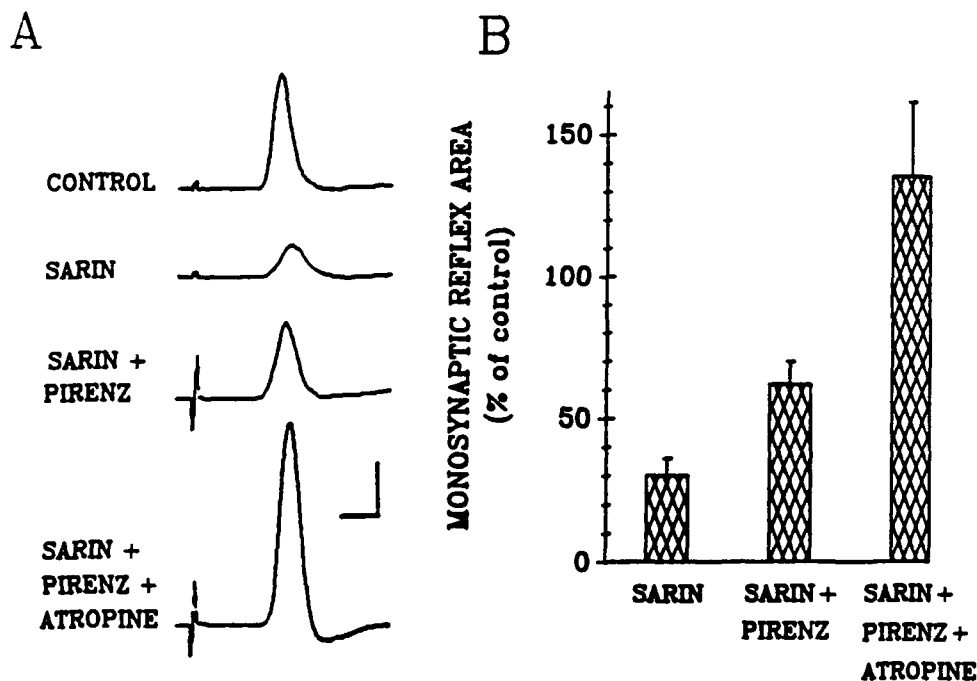 A
CONTROL
SARIN
SARIN +
PIRENZ
SARIN +
PIRENZ +
ATROPINE
B
MONOSYNAPTIC REFLEX AREA
(% of control)
150
100
50
0
SARIN
SARIN +
PIRENZ
SARIN +
PIRENZ +
ATROPINE